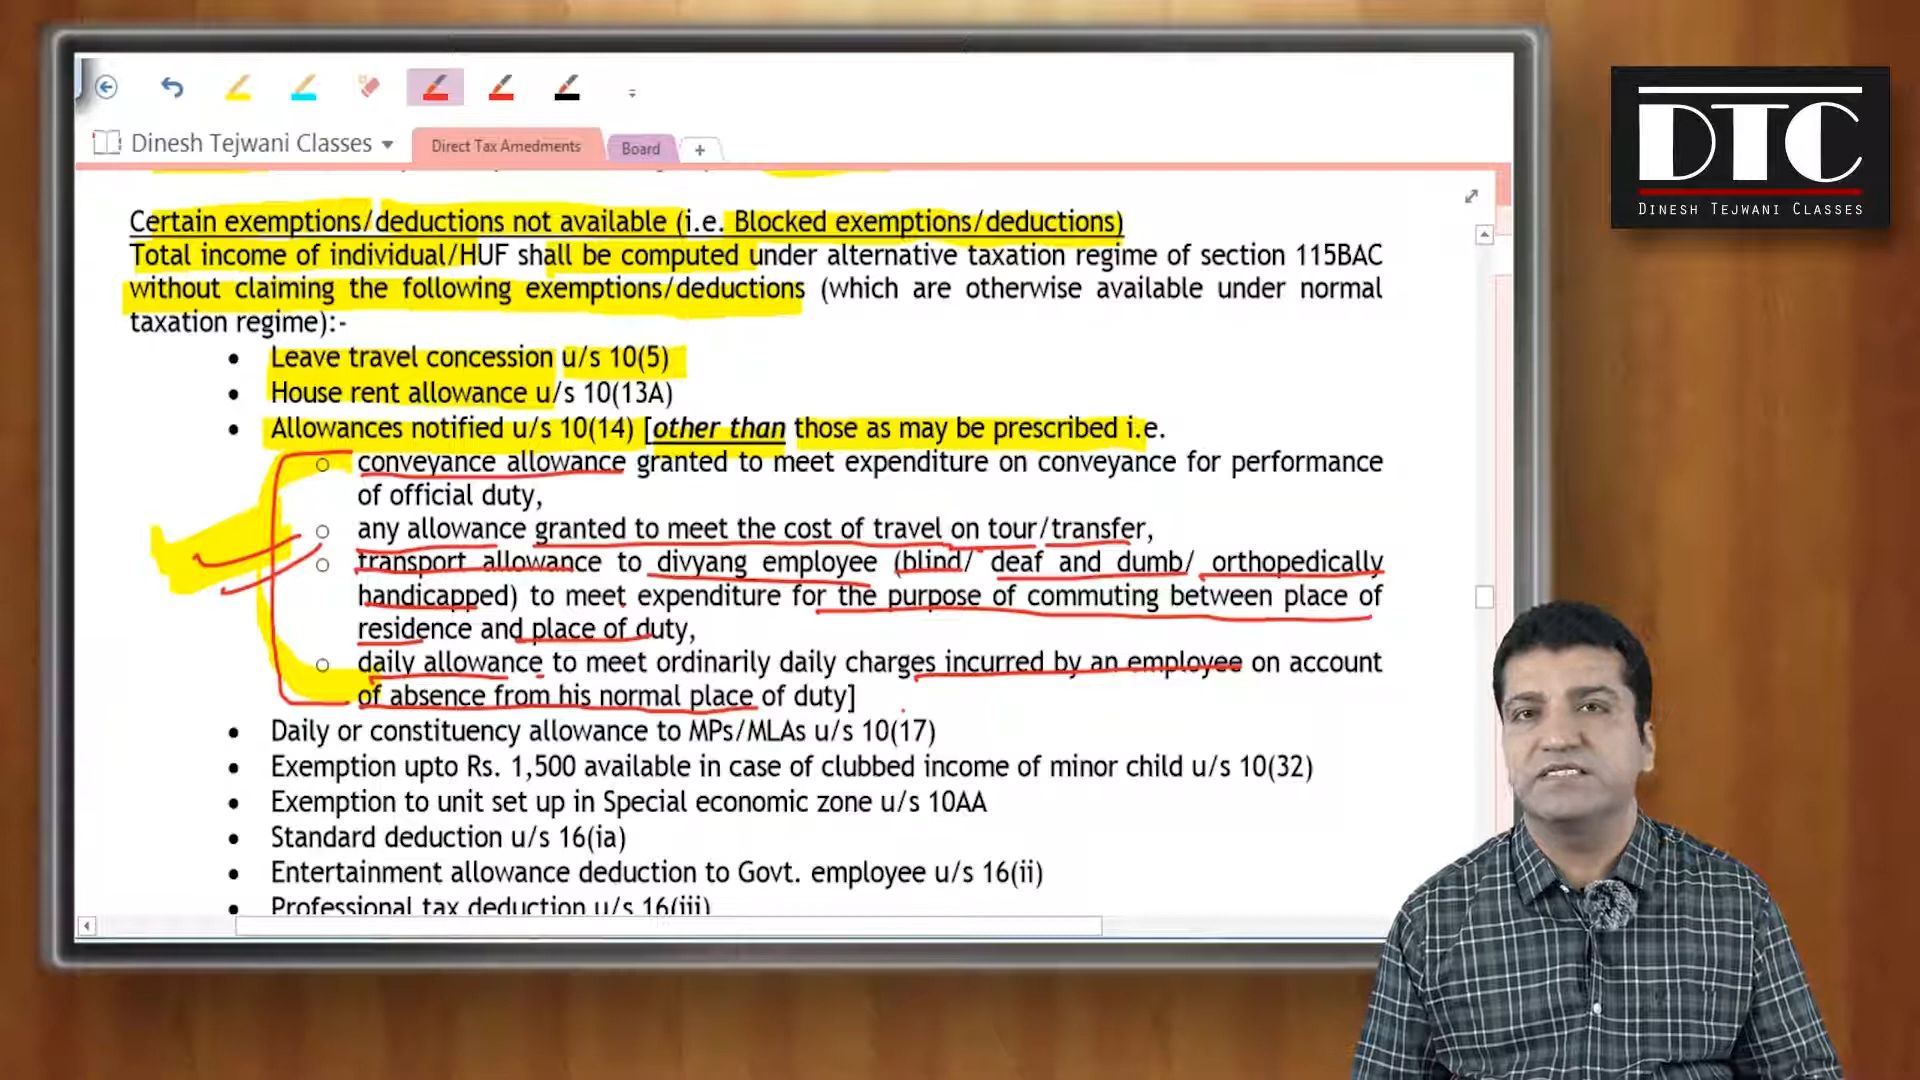 DTC
DINESH TEJWANI CLASSES
Dinesh Tejwani Classes
Direct Tax Amedments
Board
+
Certain exemptions/deductions not available (i.e. Blocked exemptions/deductions)
Total income of individual/HUF shall be computed under alternative taxation regime of section 115BAC
without claiming the following exemptions/deductions (which are otherwise available under normal
taxation regime):-
• Leave travel concession u/s 10(5)
• House rent allowance u/s 10(13A)
• Allowances notified u/s 10(14) [other than those as may be prescribed i.e.
○ conveyance allowance granted to meet expenditure on conveyance for performance
of official duty,
○ any allowance granted to meet the cost of travel on tour/transfer,
○ transport allowance to divyang employee (blind/ deaf and dumb/ orthopedically
handicapped) to meet expenditure for the purpose of commuting between place of
residence and place of duty,
○ daily allowance to meet ordinarily daily charges incurred by an employee on account
of absence from his normal place of duty]
• Daily or constituency allowance to MPs/MLAs u/s 10(17)
• Exemption upto Rs. 1,500 available in case of clubbed income of minor child u/s 10(32)
• Exemption to unit set up in Special economic zone u/s 10AA
• Standard deduction u/s 16(ia)
• Entertainment allowance deduction to Govt. employee u/s 16(ii)
• Professional tax deduction u/s 16(iii)